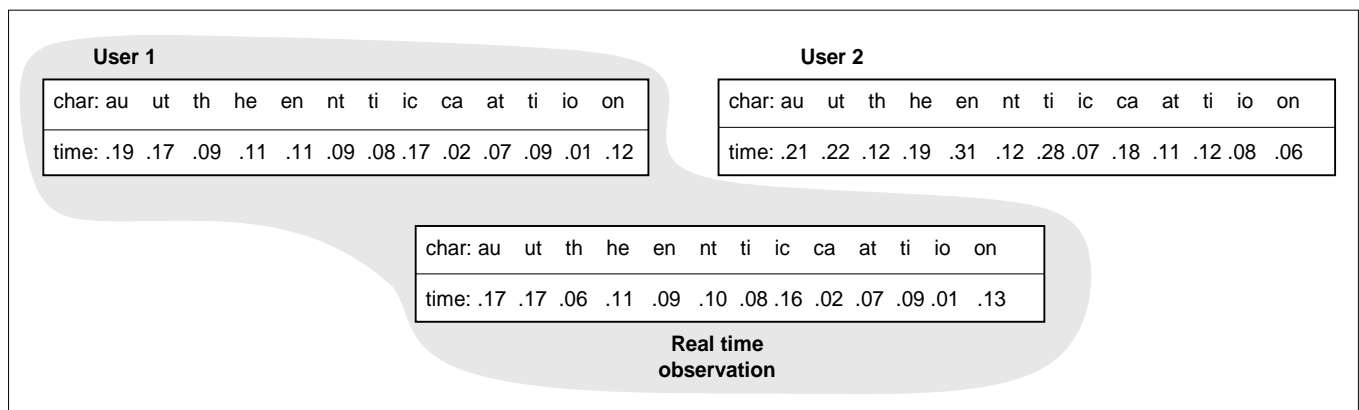 User 1
char: au ut th he en nt ti ic ca at ti io on
time: .19 .17 .09 .11 .11 .09 .08 .17 .02 .07 .09 .01 .12
User 2
char: au ut th he en nt ti ic ca at ti io on
time: .21 .22 .12 .19 .31 .12 .28 .07 .18 .11 .12 .08 .06
char: au ut th he en nt ti ic ca at ti io on
time: .17 .17 .06 .11 .09 .10 .08 .16 .02 .07 .09 .01 .13
Real time
observation